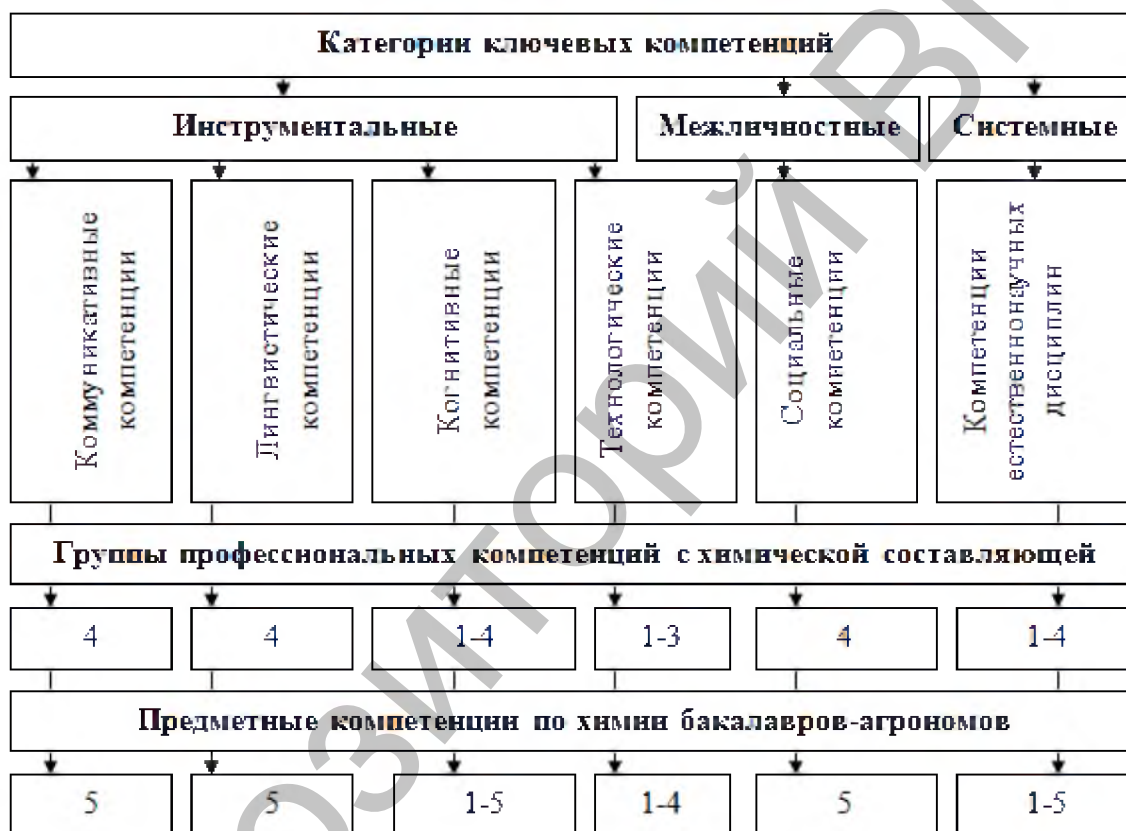 Категории ключевых компетенций
Инструментальные
Межличностные
Системные
Коммуникативные
компетенции
Лингвистические
компетенции
Когнитивные
компетенции
Технологические
компетенции
Социальные
компетенции
Компетенции
естественнонаучных
дисциплин
Группы профессиональных компетенций с химической составляющей
4
4
1-4
1-3
4
1-4
Предметные компетенции по химии бакалавров-агрономов
5
5
1-5
1-4
5
1-5